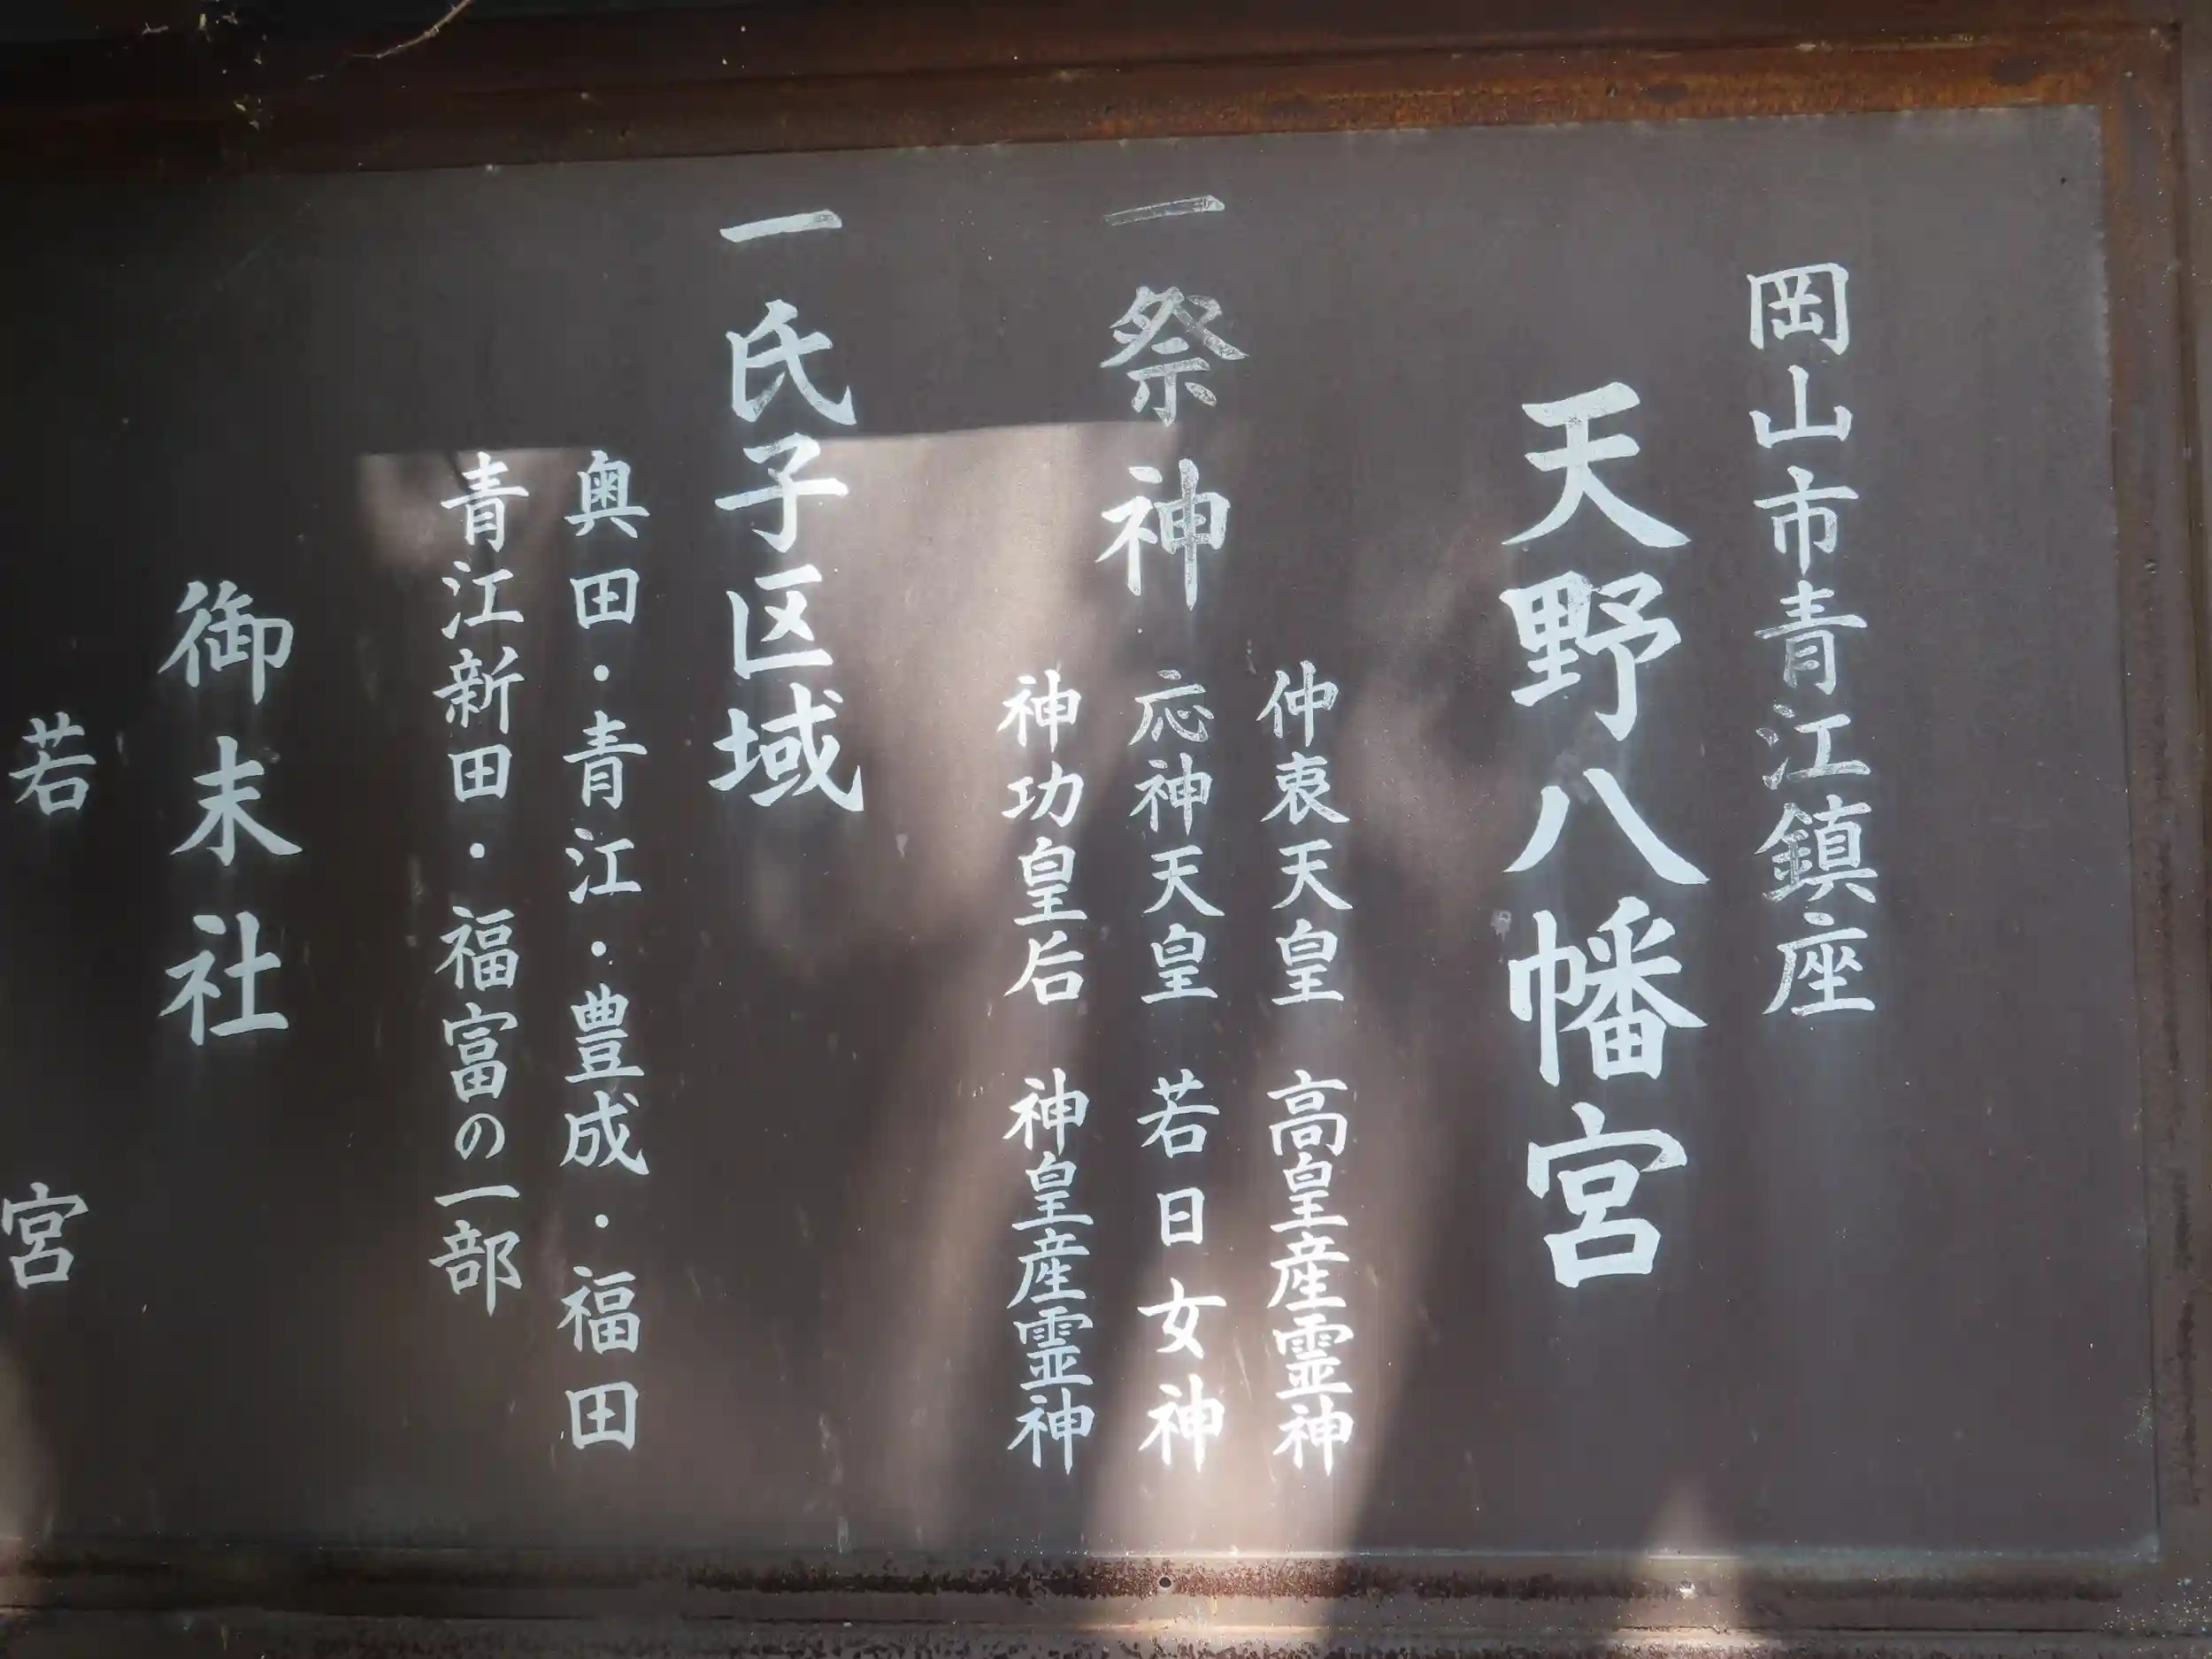 岡山市青江鎮座
天野八幡宮
一 祭神
仲衷天皇 高皇産霊神
応神天皇 若日女神
神功皇后 神皇産霊神
一 氏子区域
奥田・青江・豊成・福田
青江新田・福富の一部
御末社
若宮